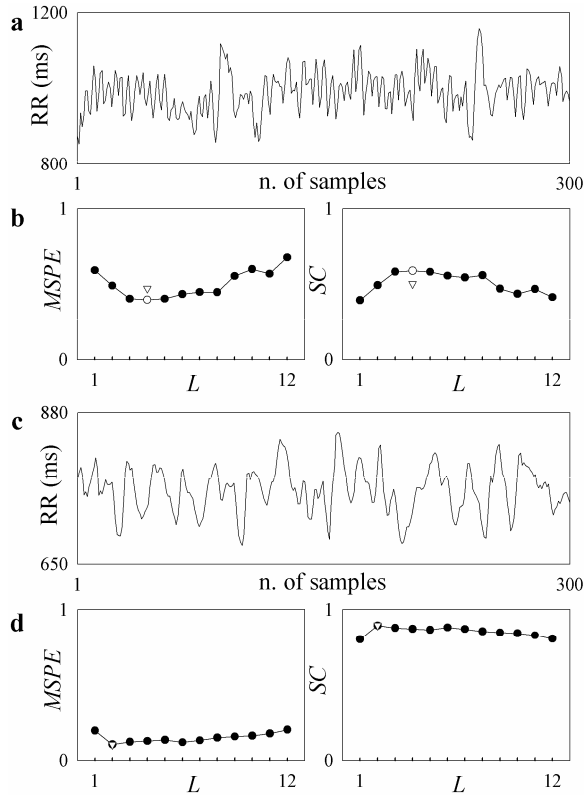 a
1200
RR (ms)
800
1 n. of samples 300
b
1 1
MSPE SC
0 0
1 L 12 1 L 12
c
880
RR (ms)
650
1 n. of samples 300
d
1 1
MSPE SC
0 0
1 L 12 1 L 12